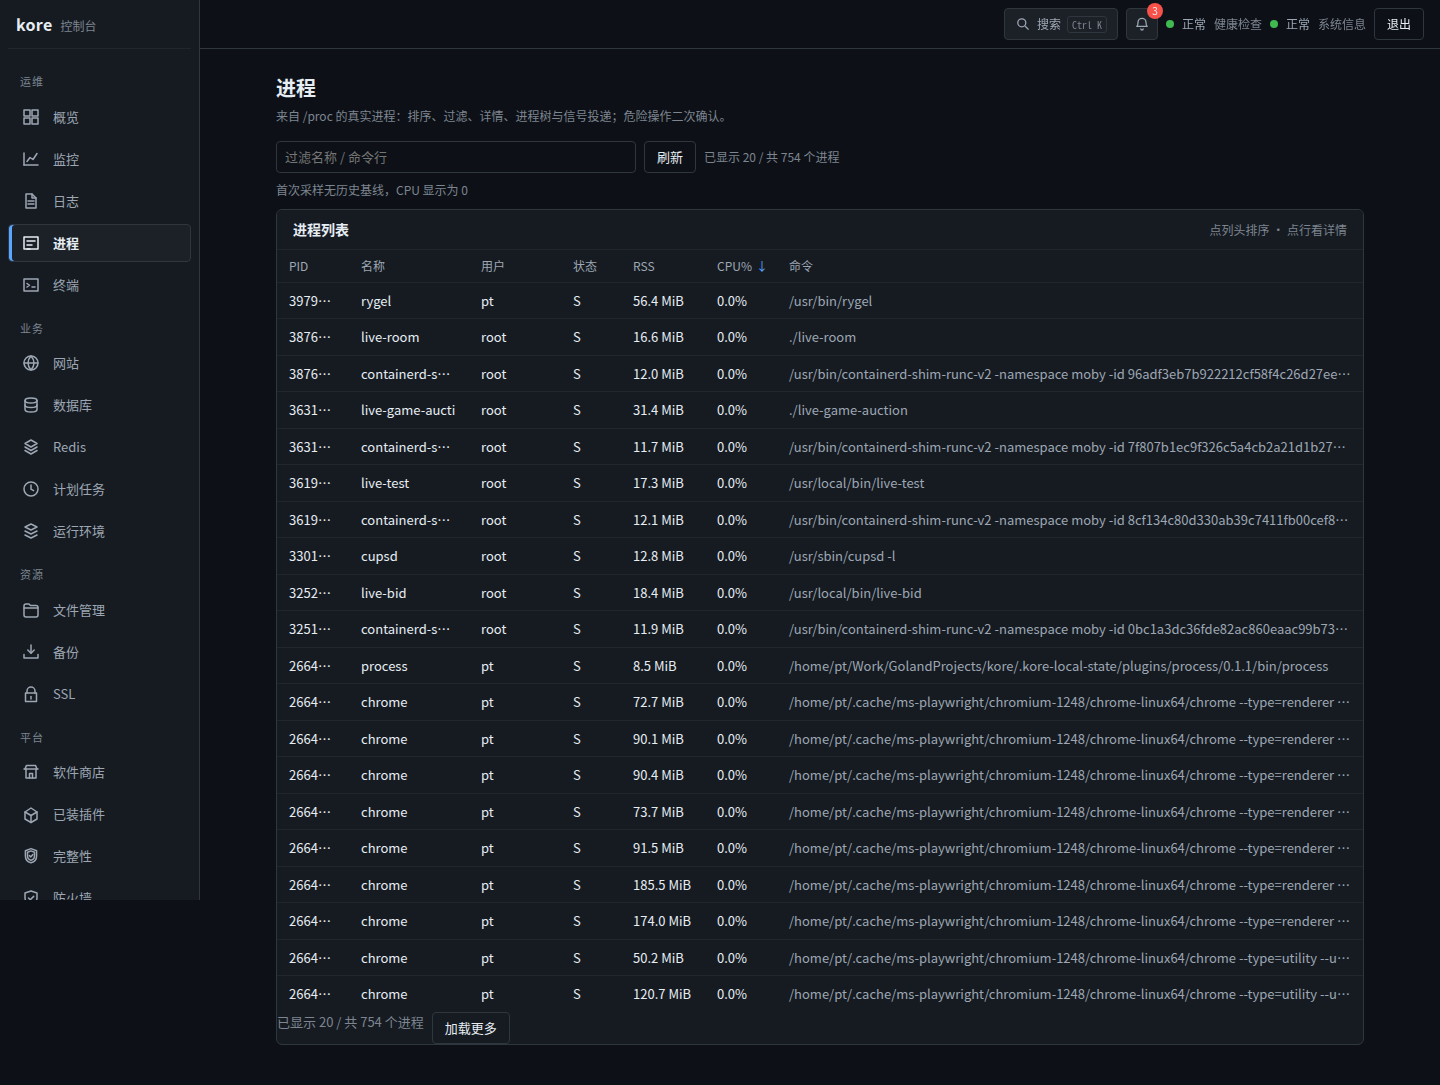 kore 控制台
搜索 Ctrl K
3
正常 健康检查
正常 系统信息
退出
运维
概览
监控
日志
进程
终端
业务
网站
数据库
Redis
计划任务
运行环境
资源
文件管理
备份
SSL
平台
软件商店
已装插件
完整性
防火墙
进程
来自 /proc 的真实进程：排序、过滤、详情、进程树与信号投递；危险操作二次确认。
过滤名称 / 命令行
刷新
已显示 20 / 共 754 个进程
首次采样无历史基线，CPU 显示为 0
进程列表
点列头排序 · 点行看详情
PID 名称 用户 状态 RSS CPU% ↓ 命令
3979… rygel pt S 56.4 MiB 0.0% /usr/bin/rygel
3876… live-room root S 16.6 MiB 0.0% ./live-room
3876… containerd-s… root S 12.0 MiB 0.0% /usr/bin/containerd-shim-runc-v2 -namespace moby -id 96adf3eb7b922212cf58f4c26d27ee…
3631… live-game-aucti root S 31.4 MiB 0.0% ./live-game-auction
3631… containerd-s… root S 11.7 MiB 0.0% /usr/bin/containerd-shim-runc-v2 -namespace moby -id 7f807b1ec9f326c5a4cb2a21d1b27…
3619… live-test root S 17.3 MiB 0.0% /usr/local/bin/live-test
3619… containerd-s… root S 12.1 MiB 0.0% /usr/bin/containerd-shim-runc-v2 -namespace moby -id 8cf134c80d330ab39c7411fb00cef8…
3301… cupsd root S 12.8 MiB 0.0% /usr/sbin/cupsd -l
3252… live-bid root S 18.4 MiB 0.0% /usr/local/bin/live-bid
3251… containerd-s… root S 11.9 MiB 0.0% /usr/bin/containerd-shim-runc-v2 -namespace moby -id 0bc1a3dc36fde82ac860eaac99b73…
2664… process pt S 8.5 MiB 0.0% /home/pt/Work/GolandProjects/kore/.kore-local-state/plugins/process/0.1.1/bin/process
2664… chrome pt S 72.7 MiB 0.0% /home/pt/.cache/ms-playwright/chromium-1248/chrome-linux64/chrome --type=renderer …
2664… chrome pt S 90.1 MiB 0.0% /home/pt/.cache/ms-playwright/chromium-1248/chrome-linux64/chrome --type=renderer …
2664… chrome pt S 90.4 MiB 0.0% /home/pt/.cache/ms-playwright/chromium-1248/chrome-linux64/chrome --type=renderer …
2664… chrome pt S 73.7 MiB 0.0% /home/pt/.cache/ms-playwright/chromium-1248/chrome-linux64/chrome --type=renderer …
2664… chrome pt S 91.5 MiB 0.0% /home/pt/.cache/ms-playwright/chromium-1248/chrome-linux64/chrome --type=renderer …
2664… chrome pt S 185.5 MiB 0.0% /home/pt/.cache/ms-playwright/chromium-1248/chrome-linux64/chrome --type=renderer …
2664… chrome pt S 174.0 MiB 0.0% /home/pt/.cache/ms-playwright/chromium-1248/chrome-linux64/chrome --type=renderer …
2664… chrome pt S 50.2 MiB 0.0% /home/pt/.cache/ms-playwright/chromium-1248/chrome-linux64/chrome --type=utility --u…
2664… chrome pt S 120.7 MiB 0.0% /home/pt/.cache/ms-playwright/chromium-1248/chrome-linux64/chrome --type=utility --u…
已显示 20 / 共 754 个进程
加载更多